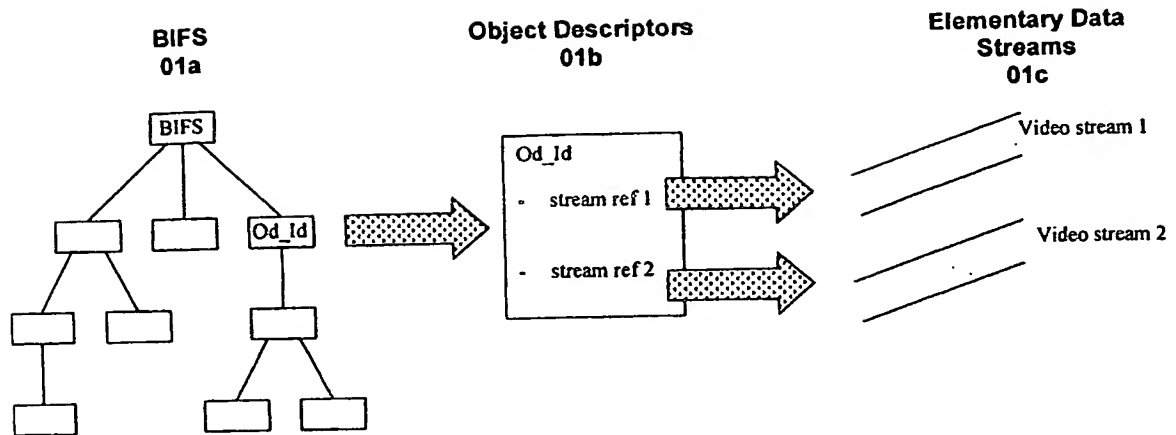 BIFS
01a
Object Descriptors
01b
Elementary Data
Streams
01c
BIFS
Od_Id
Od_Id
- stream ref 1
- stream ref 2
Video stream 1
Video stream 2